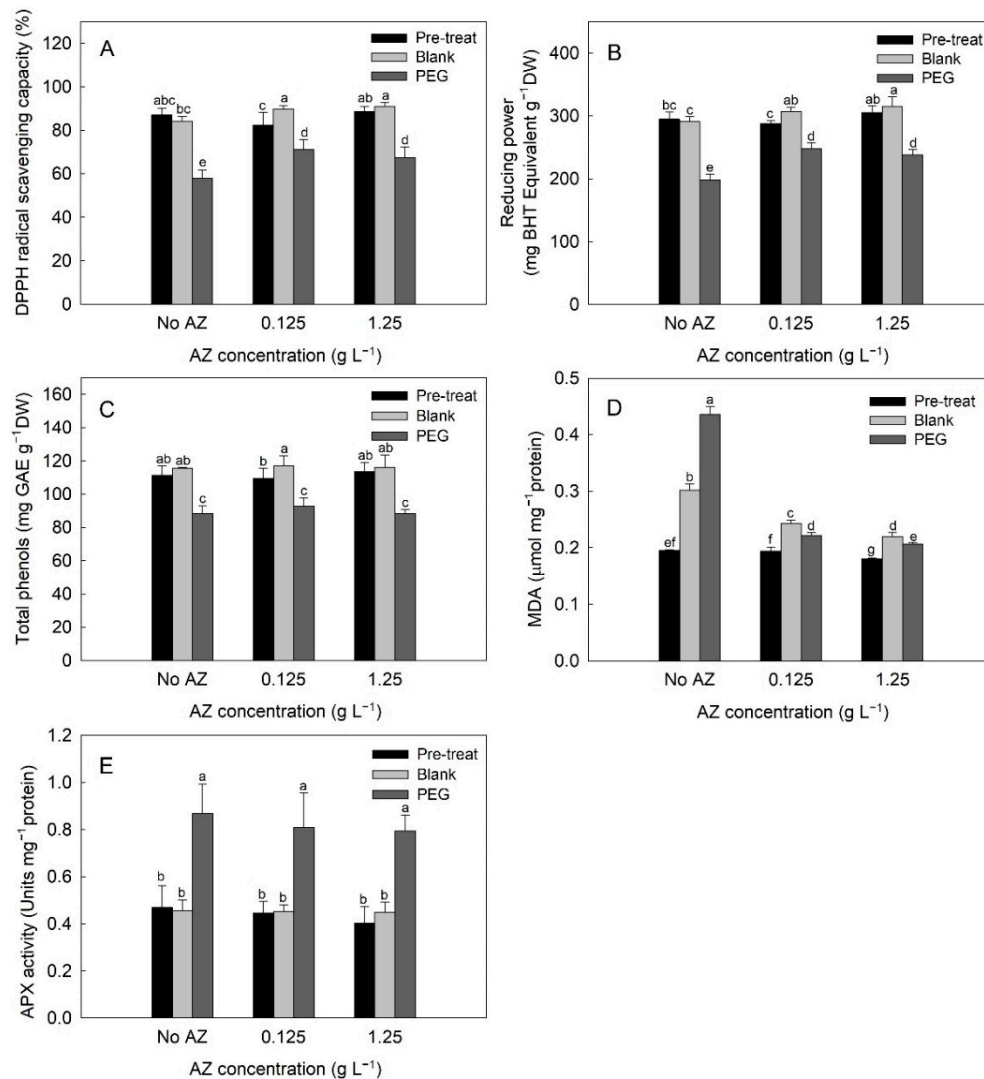 A
DPPH radical scavenging capacity (%)
120
100
80
60
40
20
0
Pre-treat
Blank
PEG
abc bc e
c a d
ab a d
No AZ 0.125 1.25
AZ concentration (g L⁻¹)
B
Reducing power
(mg BHT Equivalent g⁻¹DW)
400
300
200
100
0
Pre-treat
Blank
PEG
bc c e
c ab d
ab a d
No AZ 0.125 1.25
AZ concentration (g L⁻¹)
C
Total phenols (mg GAE g⁻¹DW)
160
140
120
100
80
60
40
20
0
Pre-treat
Blank
PEG
ab ab c
b a c
ab ab c
No AZ 0.125 1.25
AZ concentration (g L⁻¹)
D
MDA (μmol mg⁻¹protein)
0.5
0.4
0.3
0.2
0.1
0.0
Pre-treat
Blank
PEG
ef b a
f c d
g d e
No AZ 0.125 1.25
AZ concentration (g L⁻¹)
E
APX activity (Units mg⁻¹protein)
1.2
1.0
0.8
0.6
0.4
0.2
0.0
Pre-treat
Blank
PEG
b b a
b b a
b b a
No AZ 0.125 1.25
AZ concentration (g L⁻¹)